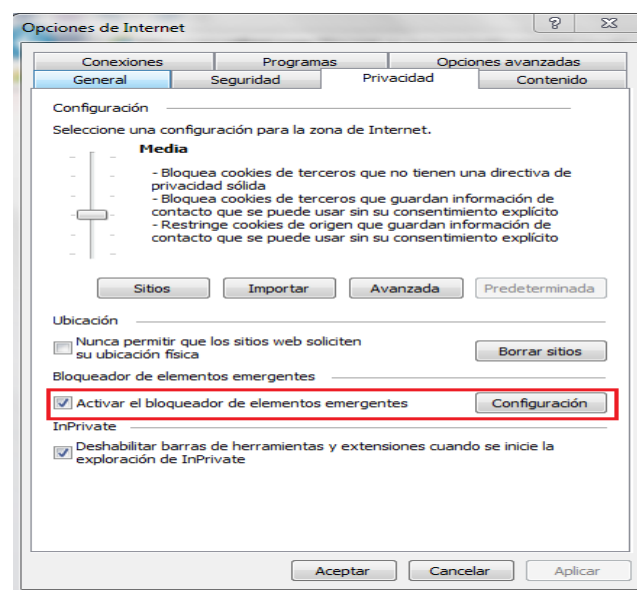 Opciones de Internet
Conexiones Programas Opciones avanzadas
General Seguridad Privacidad Contenido
Configuración
Seleccione una configuración para la zona de Internet.
Media
- Bloquea cookies de terceros que no tienen una directiva de
privacidad sólida
- Bloquea cookies de terceros que guardan información de
contacto que se puede usar sin su consentimiento explícito
- Restringe cookies de origen que guardan información de
contacto que se puede usar sin su consentimiento explícito
Sitios Importar Avanzada Predeterminada
Ubicación
Nunca permitir que los sitios web soliciten
su ubicación física
Borrar sitios
Bloqueador de elementos emergentes
Activar el bloqueador de elementos emergentes Configuración
InPrivate
Deshabilitar barras de herramientas y extensiones cuando se inicie la
exploración de InPrivate
Aceptar Cancelar Aplicar